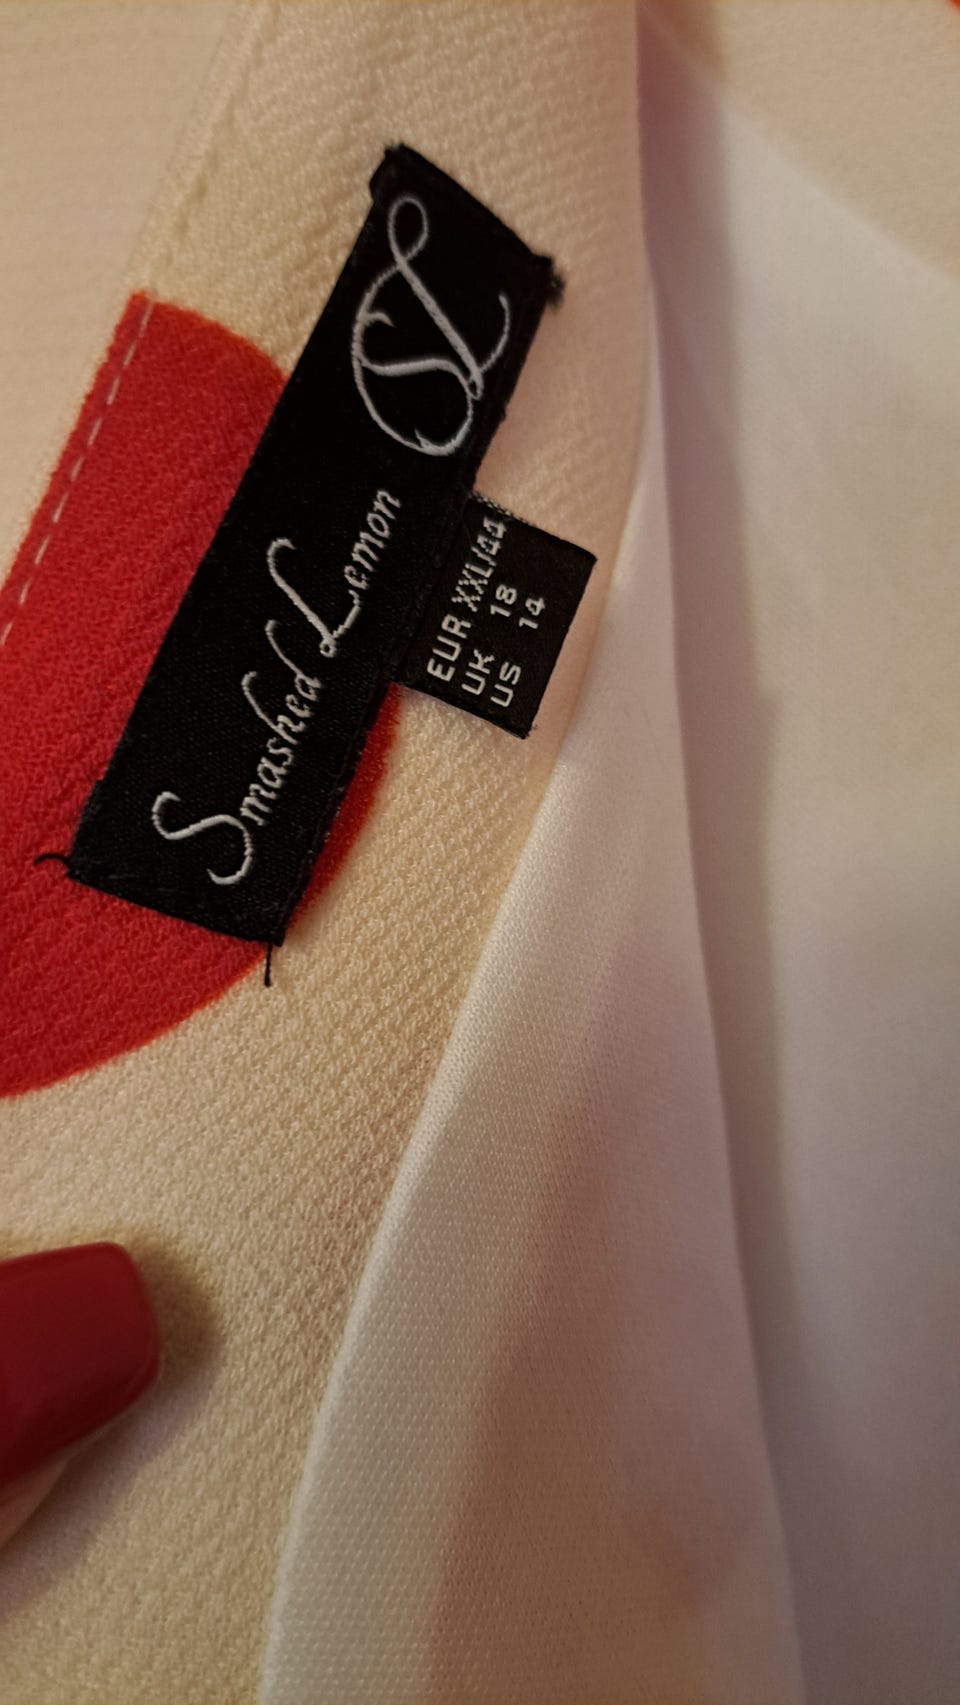 Smashed Lemon
SL
EUR XXL/44
UK 18
US 14